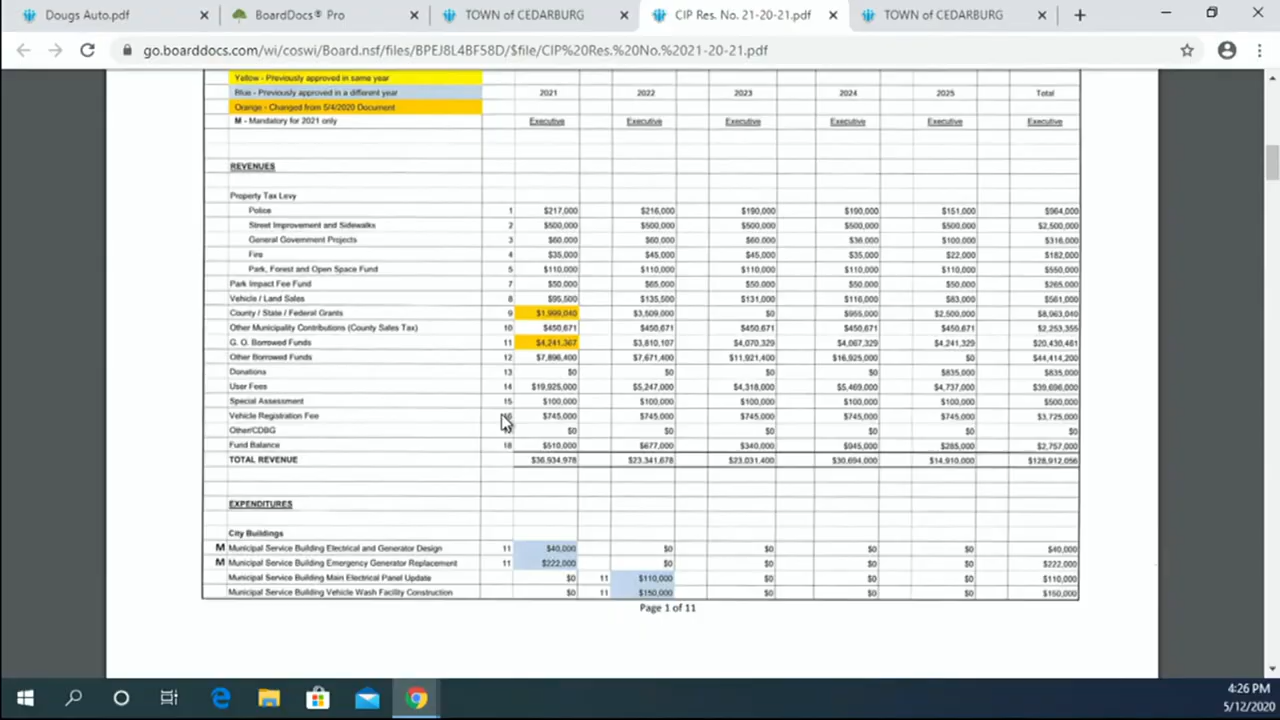 Dougs Auto.pdf BoardDocs® Pro TOWN of CEDARBURG CIP Res. No. 21-20-21.pdf TOWN of CEDARBURG
go.boarddocs.com/wi/coswi/Board.nsf/files/BPEJ8L4BF58D/$file/CIP%20Res.%20No.%2021-20-21.pdf
Yellow - Previously approved in same year
Blue - Previously approved in a different year 2021 2022 2023 2024 2025 Total
Orange - Changed from 5/4/2020 Document
M - Mandatory for 2021 only Executive Executive Executive Executive Executive Executive
REVENUES
Property Tax Levy
Police 1 $217,000 $216,000 $190,000 $190,000 $151,000 $964,000
Street Improvement and Sidewalks 2 $500,000 $500,000 $500,000 $500,000 $500,000 $2,500,000
General Government Projects 3 $60,000 $60,000 $60,000 $36,000 $100,000 $316,000
Fire 4 $35,000 $45,000 $45,000 $35,000 $22,000 $182,000
Park, Forest and Open Space Fund 5 $110,000 $110,000 $110,000 $110,000 $110,000 $550,000
Park Impact Fee Fund 7 $50,000 $65,000 $50,000 $50,000 $50,000 $265,000
Vehicle / Land Sales 8 $95,500 $135,500 $131,000 $116,000 $83,000 $561,000
County / State / Federal Grants 9 $1,999,040 $3,509,000 $0 $955,000 $2,500,000 $8,963,040
Other Municipality Contributions (County Sales Tax) 10 $450,671 $450,671 $450,671 $450,671 $450,671 $2,253,355
G. O. Borrowed Funds 11 $4,241,367 $3,810,107 $4,070,329 $4,067,329 $4,241,329 $20,430,461
Other Borrowed Funds 12 $7,896,400 $7,671,400 $11,921,400 $16,925,000 $0 $44,414,200
Donations 13 $0 $0 $0 $0 $835,000 $835,000
User Fees 14 $19,925,000 $5,247,000 $4,318,000 $5,469,000 $4,737,000 $39,696,000
Special Assessment 15 $100,000 $100,000 $100,000 $100,000 $100,000 $500,000
Vehicle Registration Fee $745,000 $745,000 $745,000 $745,000 $745,000 $3,725,000
Other/CDBG $0 $0 $0 $0 $0 $0
Fund Balance 18 $510,000 $677,000 $340,000 $945,000 $285,000 $2,757,000
TOTAL REVENUE $36,934,978 $23,341,678 $23,031,400 $30,694,000 $14,910,000 $128,912,056
EXPENDITURES
City Buildings
M Municipal Service Building Electrical and Generator Design 11 $40,000 $0 $0 $0 $0 $40,000
M Municipal Service Building Emergency Generator Replacement 11 $222,000 $0 $0 $0 $0 $222,000
Municipal Service Building Main Electrical Panel Update $0 11 $110,000 $0 $0 $0 $110,000
Municipal Service Building Vehicle Wash Facility Construction $0 11 $150,000 $0 $0 $0 $150,000
Page 1 of 11
4:26 PM
5/12/2020